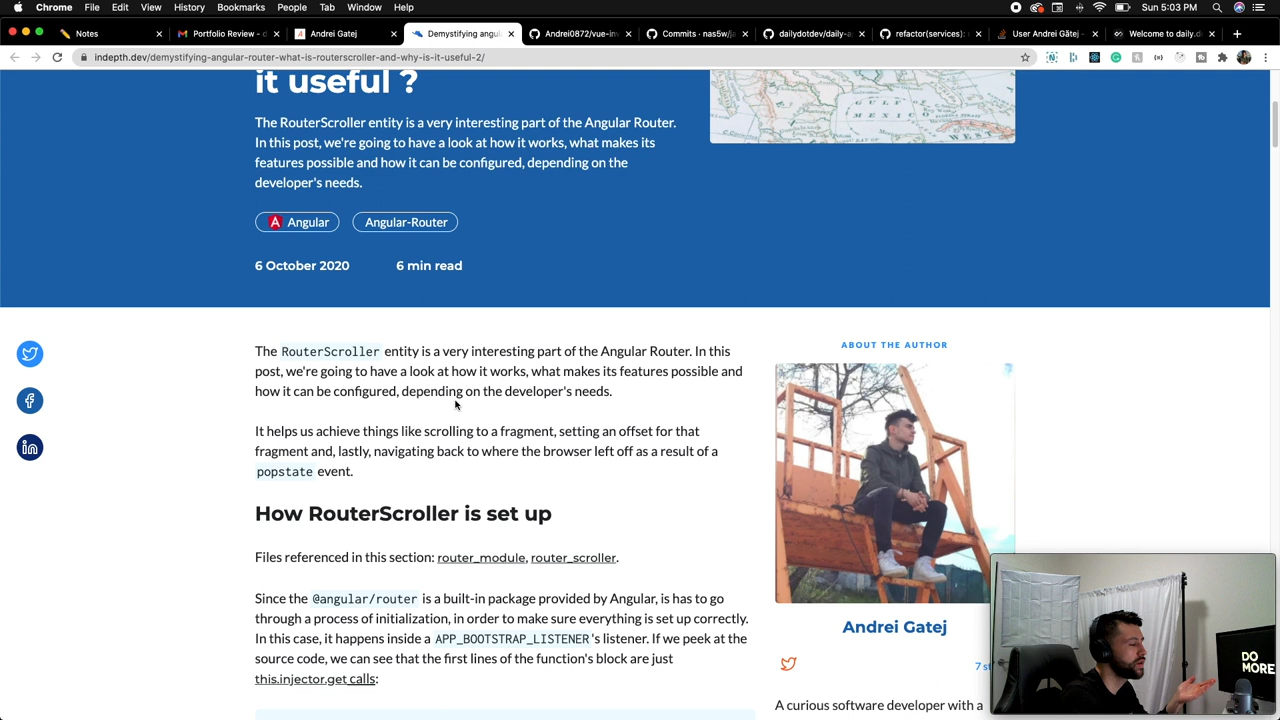 Chrome File Edit View History Bookmarks People Tab Window Help
Sun 5:03 PM
Notes
Portfolio Review - d
Andrei Gatej
Demystifying angu
Andrei0872/vue-inv
Commits · nas5w/ja
dailydotdev/daily-a
refactor(services):
User Andrei Gătej -
Welcome to daily.d
indepth.dev/demystifying-angular-router-what-is-routerscroller-and-why-is-it-useful-2/
it useful ?
The RouterScroller entity is a very interesting part of the Angular Router.
In this post, we're going to have a look at how it works, what makes its
features possible and how it can be configured, depending on the
developer's needs.
Angular
Angular-Router
6 October 2020
6 min read
GULF
MEXICO
The RouterScroller entity is a very interesting part of the Angular Router. In this
post, we're going to have a look at how it works, what makes its features possible and
how it can be configured, depending on the developer's needs.
It helps us achieve things like scrolling to a fragment, setting an offset for that
fragment and, lastly, navigating back to where the browser left off as a result of a
popstate event.
How RouterScroller is set up
Files referenced in this section: router_module, router_scroller.
Since the @angular/router is a built-in package provided by Angular, is has to go
through a process of initialization, in order to make sure everything is set up correctly.
In this case, it happens inside a APP_BOOTSTRAP_LISTENER's listener. If we peek at the
source code, we can see that the first lines of the function's block are just
this.injector.get calls:
ABOUT THE AUTHOR
Andrei Gatej
7 st
A curious software developer with a
DO
MORE